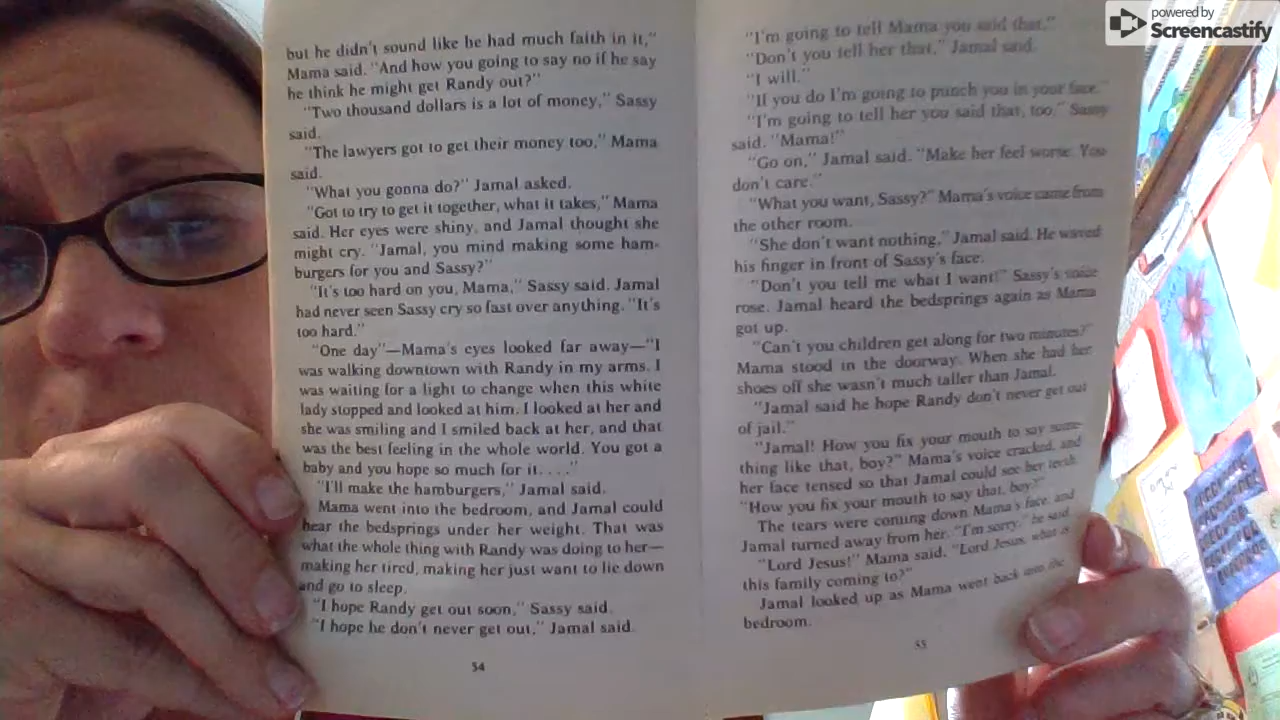 but he didn't sound like he had much faith in it,"
Mama said. "And how you going to say no if he say
he think he might get Randy out?"
"Two thousand dollars is a lot of money," Sassy
said.
"The lawyers got to get their money too," Mama
said.
"What you gonna do?" Jamal asked.
"Got to try to get it together, what it takes," Mama
said. Her eyes were shiny, and Jamal thought she
might cry. "Jamal, you mind making some ham-
burgers for you and Sassy?"
"It's too hard on you, Mama," Sassy said. Jamal
had never seen Sassy cry so fast over anything. "It's
too hard."
"One day"—Mama's eyes looked far away—"I
was walking downtown with Randy in my arms. I
was waiting for a light to change when this white
lady stopped and looked at him. I looked at her and
she was smiling and I smiled back at her, and that
was the best feeling in the whole world. You got a
baby and you hope so much for it. . . ."
"I'll make the hamburgers," Jamal said.
Mama went into the bedroom, and Jamal could
hear the bedsprings under her weight. That was
what the whole thing with Randy was doing to her—
making her tired, making her just want to lie down
and go to sleep.
"I hope Randy get out soon," Sassy said.
"I hope he don't never get out," Jamal said.
54
"I'm going to tell Mama you said that."
"Don't you tell her that," Jamal said.
"I will."
"If you do I'm going to punch you in your face."
"I'm going to tell her you said that, too," Sassy
said. "Mama!"
"Go on," Jamal said. "Make her feel worse. You
don't care."
"What you want, Sassy?" Mama's voice came from
the other room.
"She don't want nothing," Jamal said. He waved
his finger in front of Sassy's face.
"Don't you tell me what I want!" Sassy's voice
rose. Jamal heard the bedsprings again as Mama
got up.
"Can't you children get along for two minutes?"
Mama stood in the doorway. When she had her
shoes off she wasn't much taller than Jamal.
"Jamal said he hope Randy don't never get out
of jail."
"Jamal! How you fix your mouth to say some-
thing like that, boy?" Mama's voice cracked, and
her face tensed so that Jamal could see her teeth.
"How you fix your mouth to say that, boy?"
The tears were coming down Mama's face, and
Jamal turned away from her. "I'm sorry," he said.
"Lord Jesus!" Mama said. "Lord Jesus, what is
this family coming to?"
Jamal looked up as Mama went back into the
bedroom.
55
powered by
Screencastify